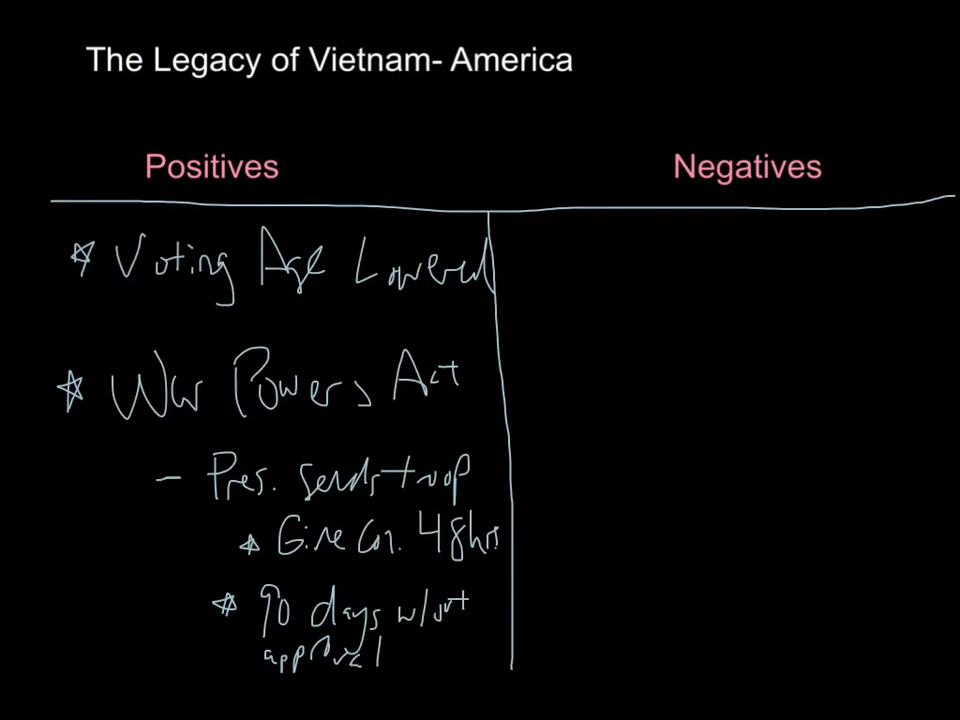 The Legacy of Vietnam- America
Positives
Negatives
* Voting Age Lowered
* War Powers Act
- Pres. sends troop
* Give Con. 48hrs
* 90 days w/out
approval